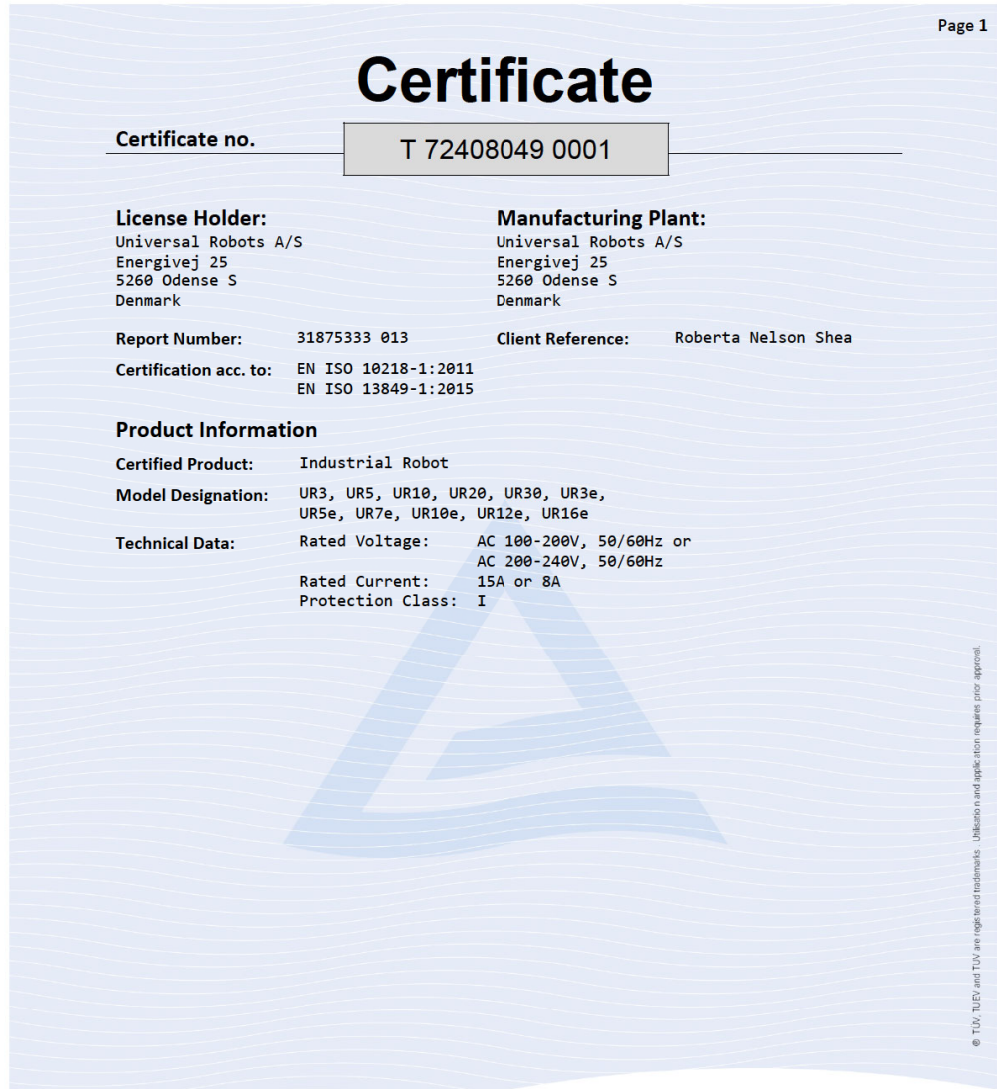 Page 1
Certificate
Certificate no.
T 72408049 0001
License Holder:
Universal Robots A/S
Energivej 25
5260 Odense S
Denmark
Manufacturing Plant:
Universal Robots A/S
Energivej 25
5260 Odense S
Denmark
Report Number: 31875333 013
Client Reference: Roberta Nelson Shea
Certification acc. to: EN ISO 10218-1:2011
EN ISO 13849-1:2015
Product Information
Certified Product: Industrial Robot
Model Designation: UR3, UR5, UR10, UR20, UR30, UR3e,
UR5e, UR7e, UR10e, UR12e, UR16e
Technical Data: Rated Voltage: AC 100-200V, 50/60Hz or
AC 200-240V, 50/60Hz
Rated Current: 15A or 8A
Protection Class: I
® TÜV, TUEV and TUV are registered trademarks. Utilisation and application requires prior approval.